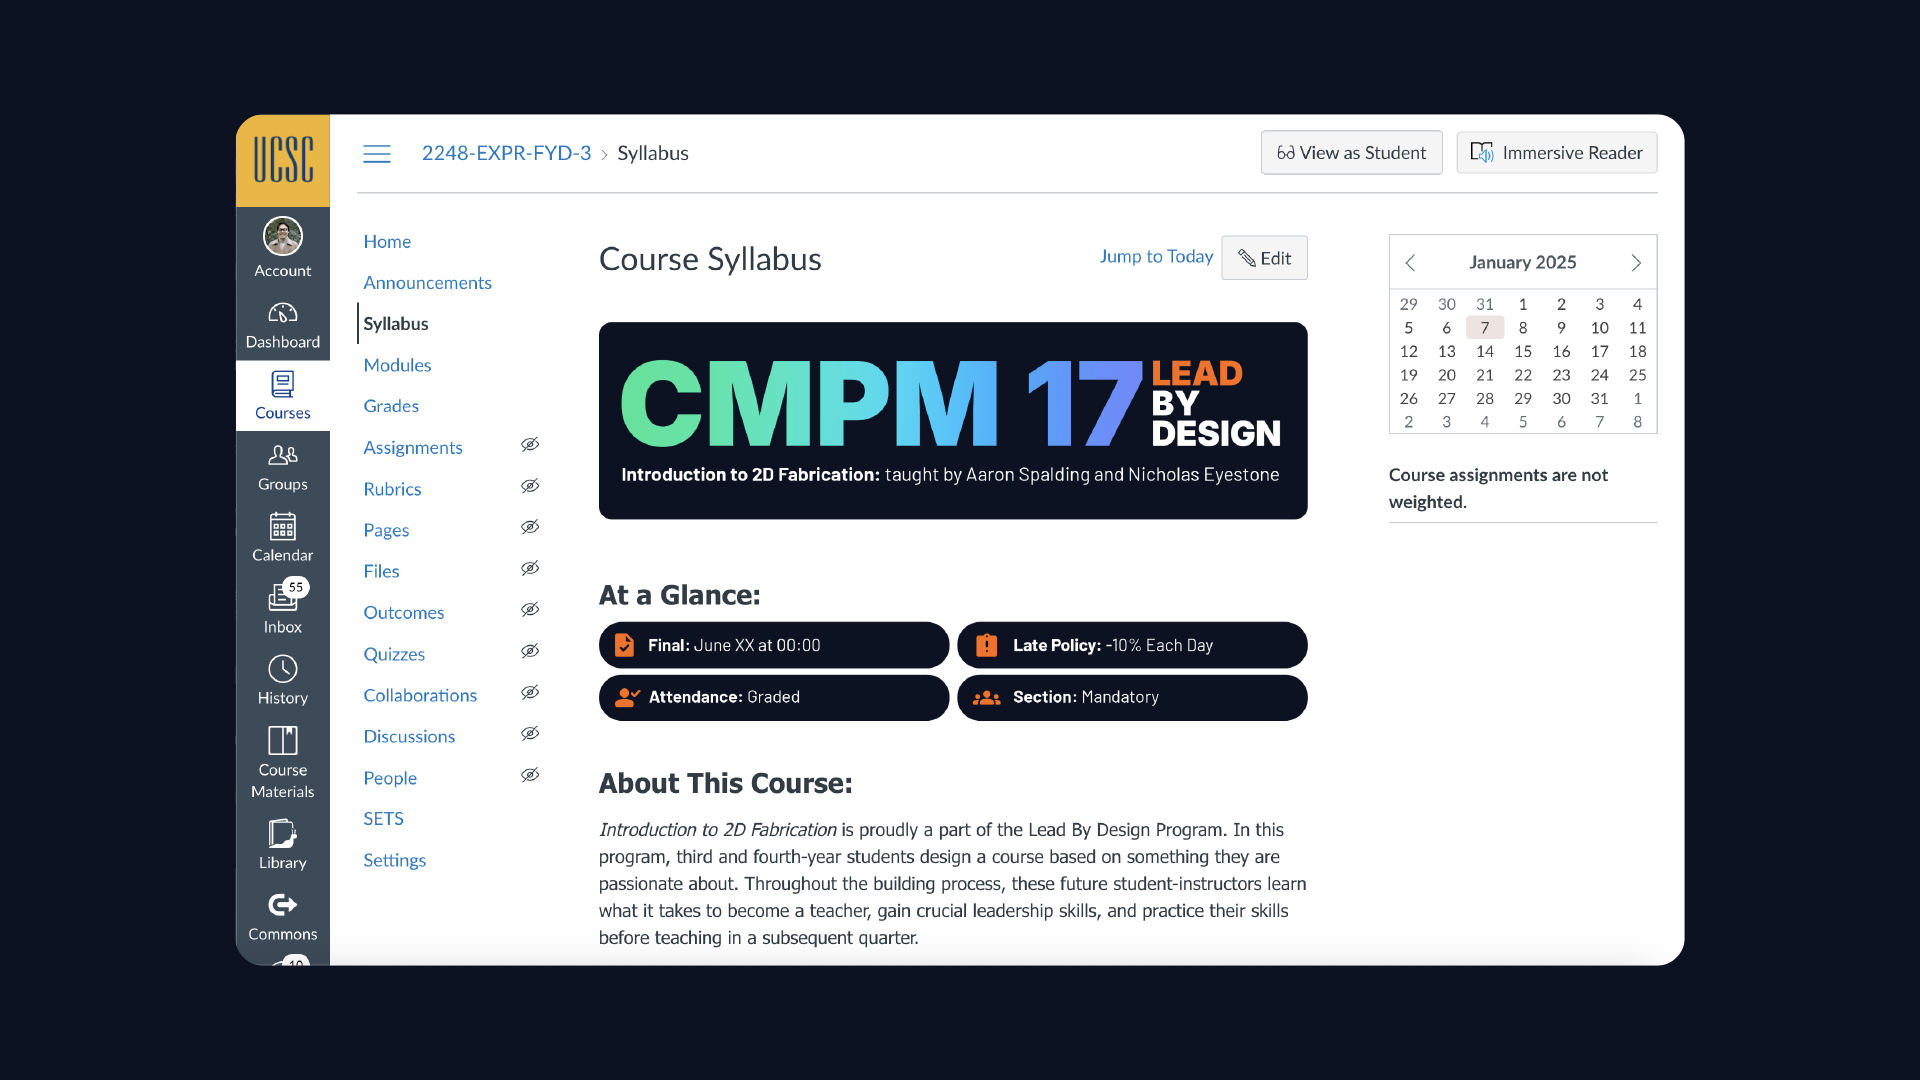 UCSC
Account
Dashboard
Courses
Groups
Calendar
55
Inbox
History
Course
Materials
Library
Commons
10
2248-EXPR-FYD-3 › Syllabus
View as Student
Immersive Reader
Home
Announcements
Syllabus
Modules
Grades
Assignments
Rubrics
Pages
Files
Outcomes
Quizzes
Collaborations
Discussions
People
SETS
Settings
Course Syllabus
Jump to Today
Edit
CMPM 17
LEAD
BY
DESIGN
Introduction to 2D Fabrication: taught by Aaron Spalding and Nicholas Eyestone
At a Glance:
Final: June XX at 00:00
Late Policy: -10% Each Day
Attendance: Graded
Section: Mandatory
About This Course:
Introduction to 2D Fabrication is proudly a part of the Lead By Design Program. In this
program, third and fourth-year students design a course based on something they are
passionate about. Throughout the building process, these future student-instructors learn
what it takes to become a teacher, gain crucial leadership skills, and practice their skills
before teaching in a subsequent quarter.
January 2025
29 30 31 1 2 3 4
5 6 7 8 9 10 11
12 13 14 15 16 17 18
19 20 21 22 23 24 25
26 27 28 29 30 31 1
2 3 4 5 6 7 8
Course assignments are not
weighted.